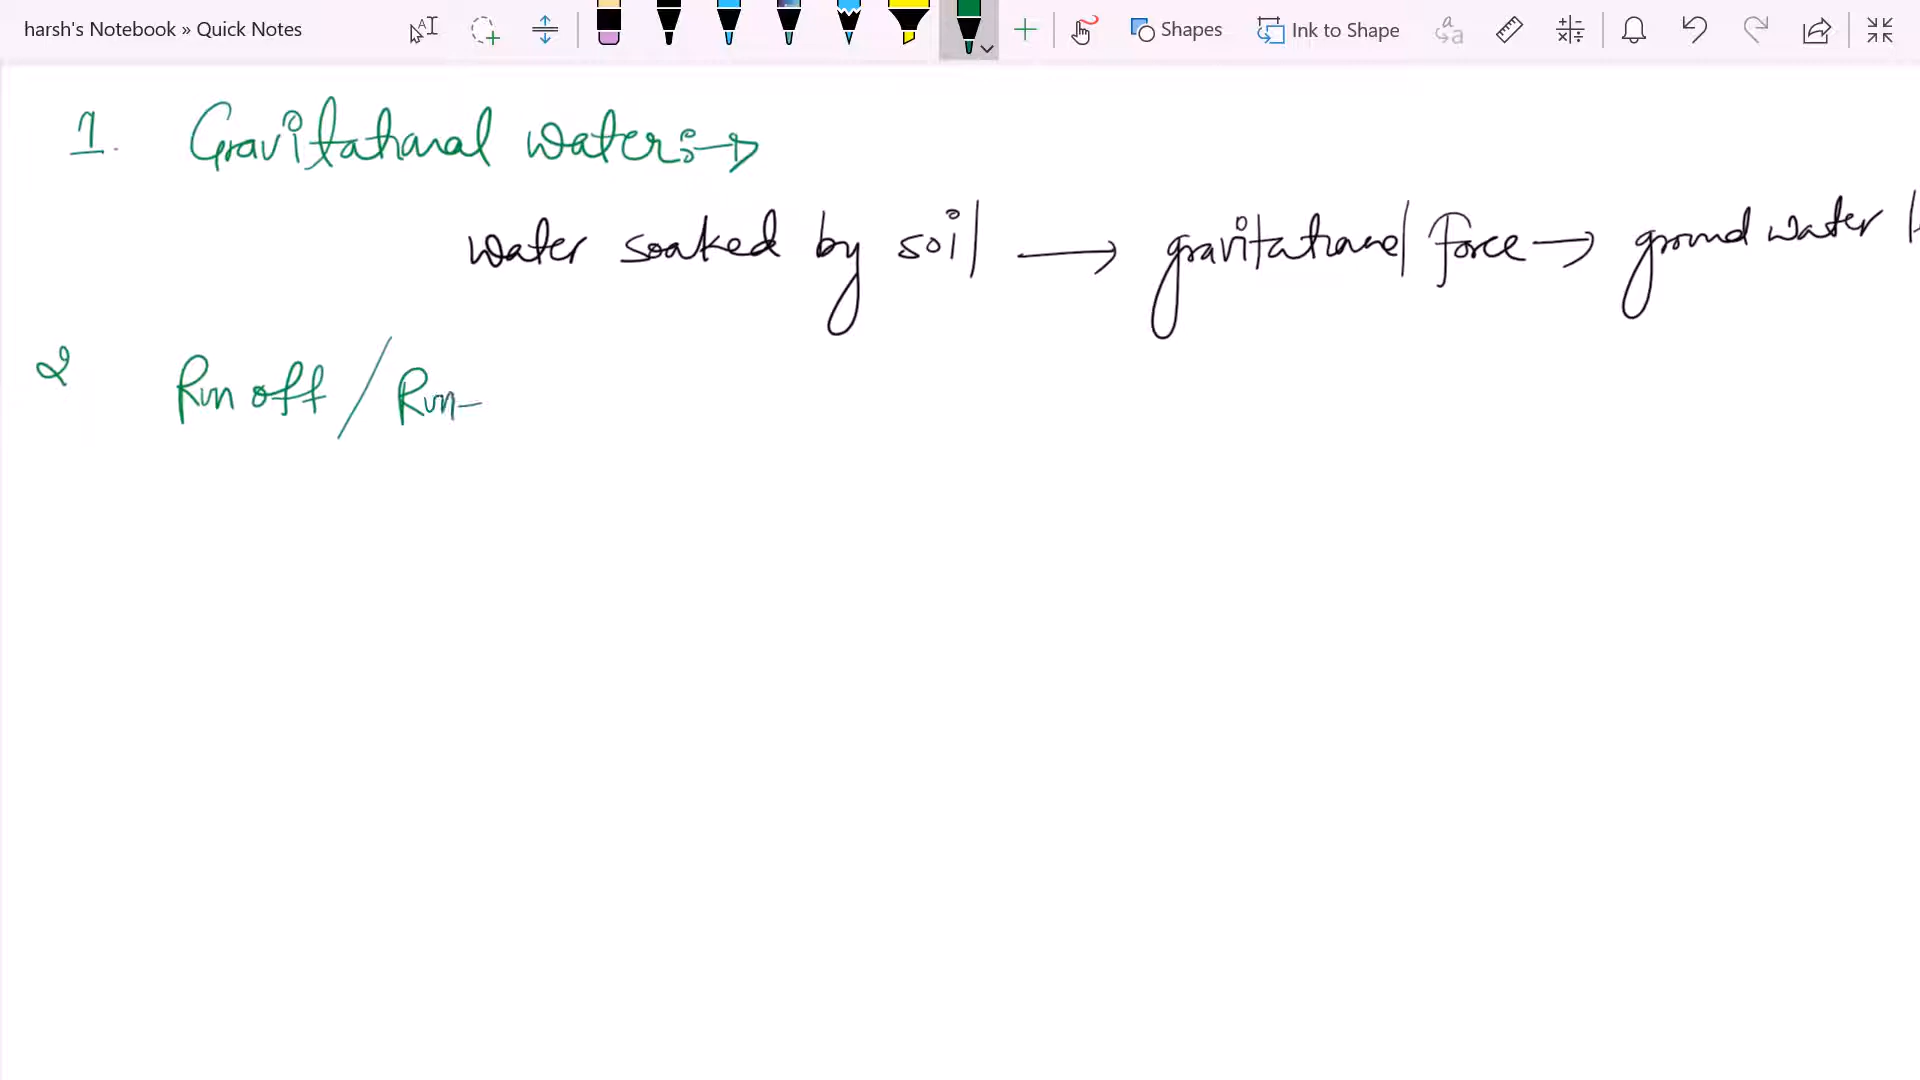 harsh's Notebook » Quick Notes Shapes Ink to Shape
1. Gravitational water:→
water soaked by soil → gravitational force → ground water
2 Run off / Run-